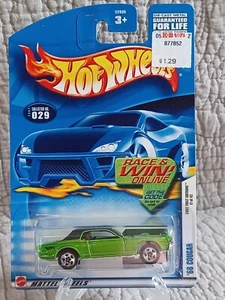 3+
GUARANTEED
FOR LIFE
877852
$1.29
HOT WHEELS
COLLECTOR NO.
029
RACE &
WIN!
ONLINE
GET THE
CODE
'68 COUGAR
MATTEL WHEELS